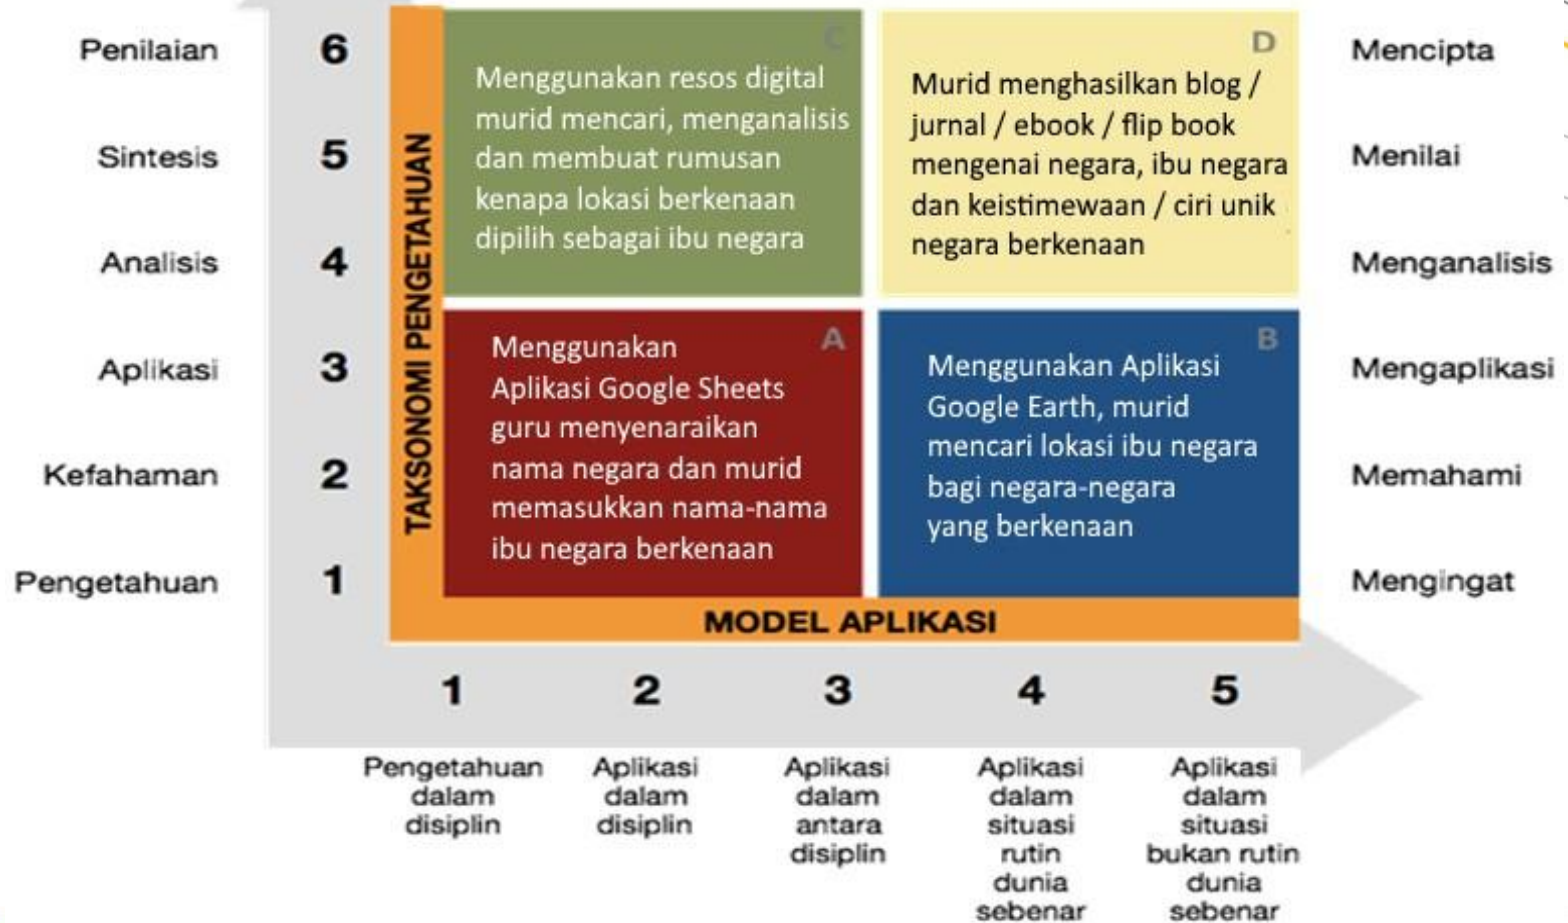 Penilaian
6
Sintesis
5
Analisis
4
Aplikasi
3
Kefahaman
2
Pengetahuan
1
TAKSONOMI PENGETAHUAN
C
Menggunakan resos digital
murid mencari, menganalisis
dan membuat rumusan
kenapa lokasi berkenaan
dipilih sebagai ibu negara
D
Murid menghasilkan blog /
jurnal / ebook / flip book
mengenai negara, ibu negara
dan keistimewaan / ciri unik
negara berkenaan
A
Menggunakan
Aplikasi Google Sheets
guru menyenaraikan
nama negara dan murid
memasukkan nama-nama
ibu negara berkenaan
B
Menggunakan Aplikasi
Google Earth, murid
mencari lokasi ibu negara
bagi negara-negara
yang berkenaan
Mencipta
Menilai
Menganalisis
Mengaplikasi
Memahami
Mengingat
MODEL APLIKASI
1
2
3
4
5
Pengetahuan
dalam
disiplin
Aplikasi
dalam
disiplin
Aplikasi
dalam
antara
disiplin
Aplikasi
dalam
situasi
rutin
dunia
sebenar
Aplikasi
dalam
situasi
bukan rutin
dunia
sebenar